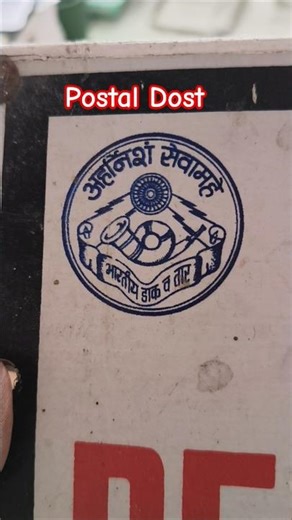 Postal Dost
अहर्निशं सेवामहे
भारतीय डाक व तार